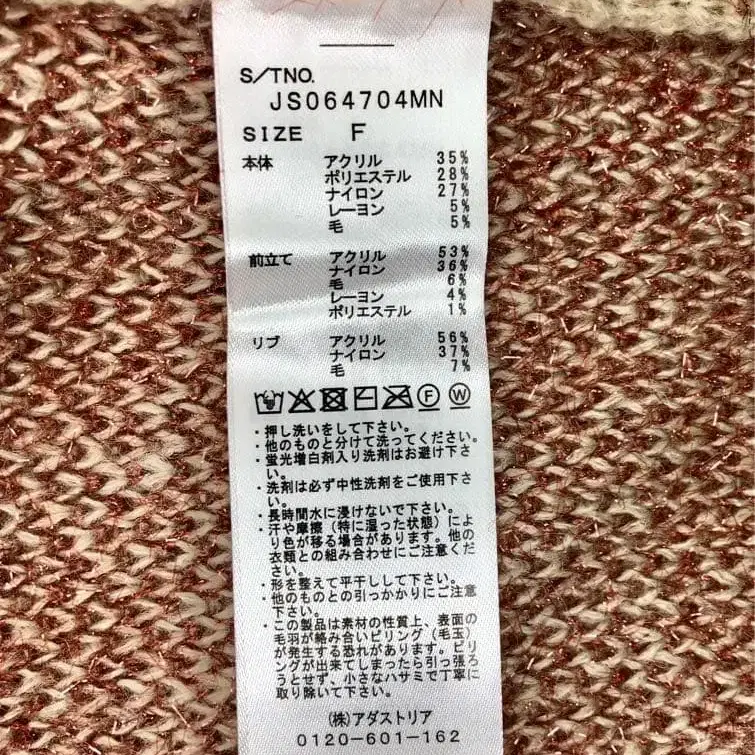 S/TNO.
JS064704MN
SIZE F
本体 アクリル 35%
ポリエステル 28%
ナイロン 27%
レーヨン 5%
毛 5%
前立て アクリル 53%
ナイロン 36%
毛 6%
レーヨン 4%
ポリエステル 1%
リブ アクリル 56%
ナイロン 37%
毛 7%
F W
・押し洗いをして下さい。
・他のものと分けて洗ってください。
・蛍光増白剤入り洗剤はお避け下さ
い。
・洗剤は必ず中性洗剤をご使用下さ
い。
・長時間水に浸けないで下さい。
・汗や摩擦（特に湿った状態）によ
り色が移る場合があります。他の
衣類との組み合わせにご注意くだ
さい。
・形を整えて平干しして下さい。
・他のものとの引っかかりにご注意
下さい。
・この製品は素材の性質上、表面の
毛羽が絡み合いピリング（毛玉）
が発生する恐れがあります。ピリ
ングが出来てしまったら引っ張ろ
うとせず、小さなハサミで丁寧に
取り除いて下さい。
(株)アダストリア
0120-601-162